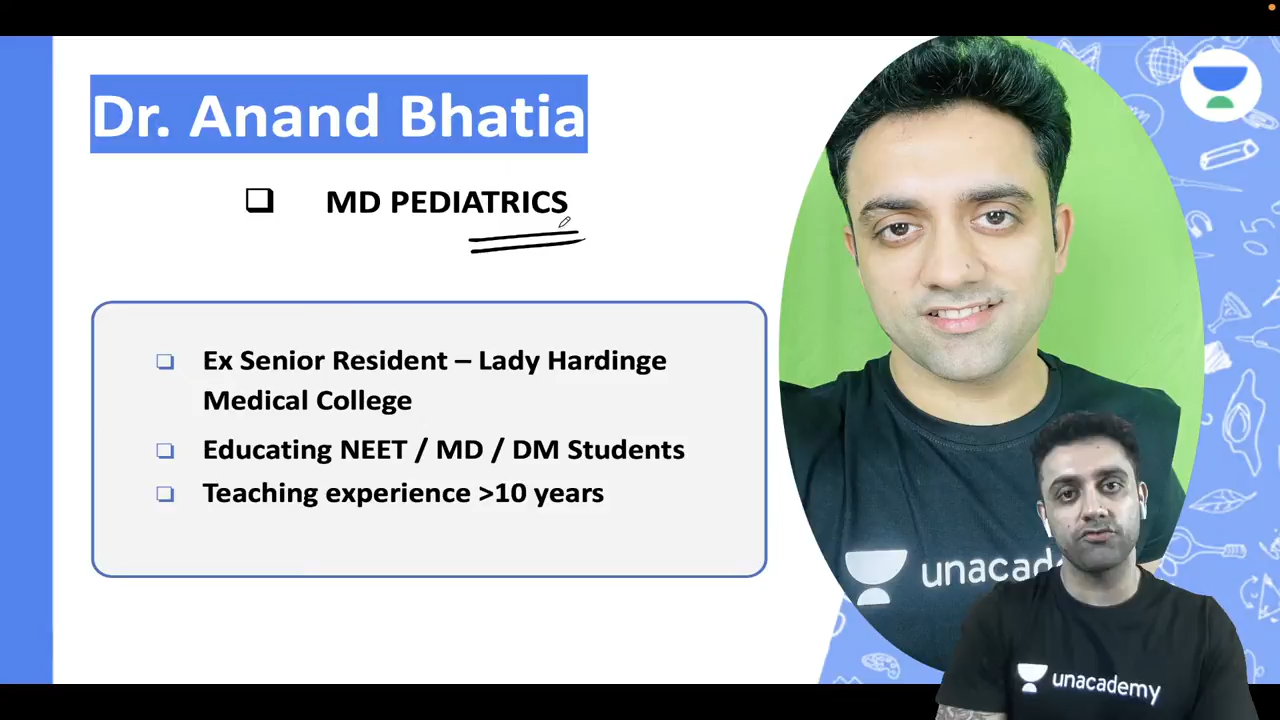 Dr. Anand Bhatia
MD PEDIATRICS
Ex Senior Resident – Lady Hardinge
Medical College
Educating NEET / MD / DM Students
Teaching experience >10 years
unacade
unacademy